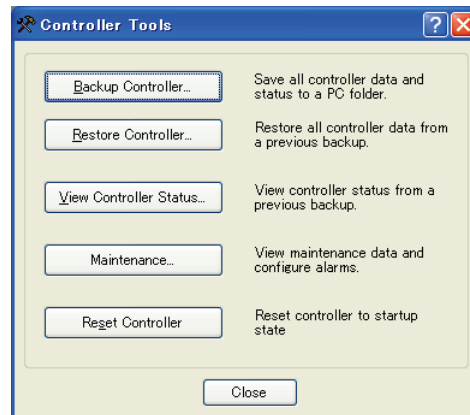 Controller Tools
Backup Controller...
Save all controller data and
status to a PC folder.
Restore Controller...
Restore all controller data from
a previous backup.
View Controller Status...
View controller status from a
previous backup.
Maintenance...
View maintenance data and
configure alarms.
Reset Controller
Reset controller to startup
state
Close